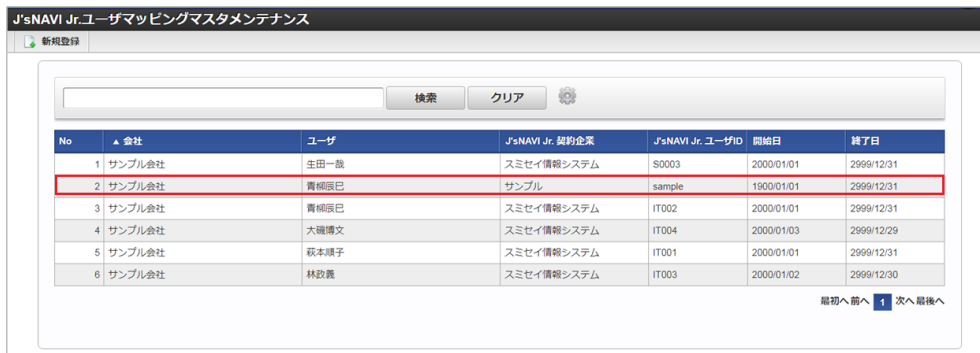 J'sNAVI Jr.ユーザマッピングマスタメンテナンス
新規登録
検索 クリア
No ▲ 会社 ユーザ J'sNAVI Jr. 契約企業 J'sNAVI Jr. ユーザID 開始日 終了日
1 サンプル会社 生田一哉 スミセイ情報システム S0003 2000/01/01 2999/12/31
2 サンプル会社 青柳辰巳 サンプル sample 1900/01/01 2999/12/31
3 サンプル会社 青柳辰巳 スミセイ情報システム IT002 2000/01/01 2999/12/31
4 サンプル会社 大磯博文 スミセイ情報システム IT004 2000/01/03 2999/12/29
5 サンプル会社 萩本順子 スミセイ情報システム IT001 2000/01/01 2999/12/31
6 サンプル会社 林政義 スミセイ情報システム IT003 2000/01/02 2999/12/30
最初へ 前へ 1 次へ 最後へ